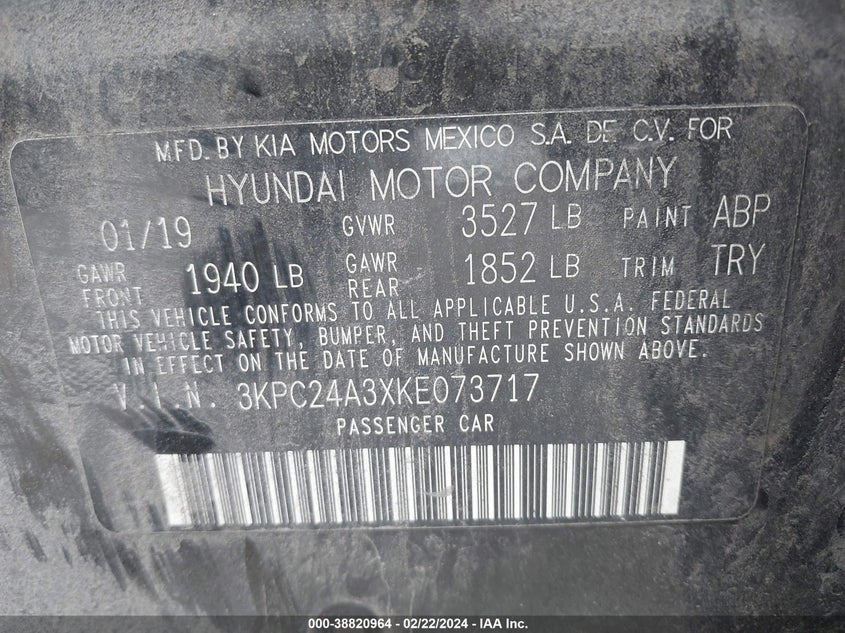 MFD. BY KIA MOTORS MEXICO S.A. DE C.V. FOR
HYUNDAI MOTOR COMPANY
01/19 GVWR 3527 LB PAINT ABP
GAWR FRONT 1940 LB GAWR REAR 1852 LB TRIM TRY
THIS VEHICLE CONFORMS TO ALL APPLICABLE U.S.A. FEDERAL
MOTOR VEHICLE SAFETY, BUMPER, AND THEFT PREVENTION STANDARDS
IN EFFECT ON THE DATE OF MANUFACTURE SHOWN ABOVE.
V.I.N. 3KPC24A3XKE073717
PASSENGER CAR
000-38820964 - 02/22/2024 - IAA Inc.